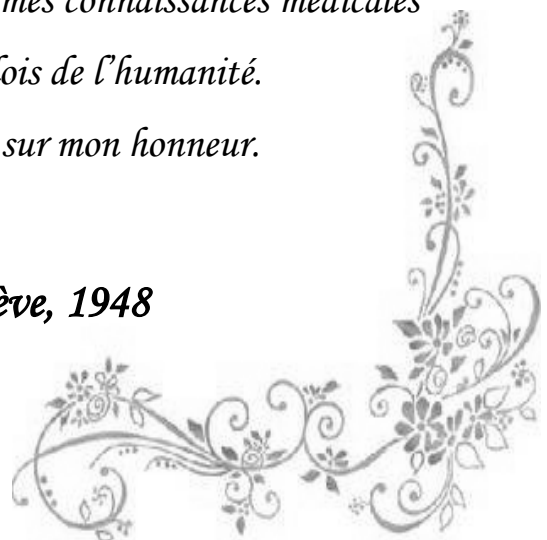 mes connaissances médicales
lois de l'humanité.
sur mon honneur.
ève, 1948